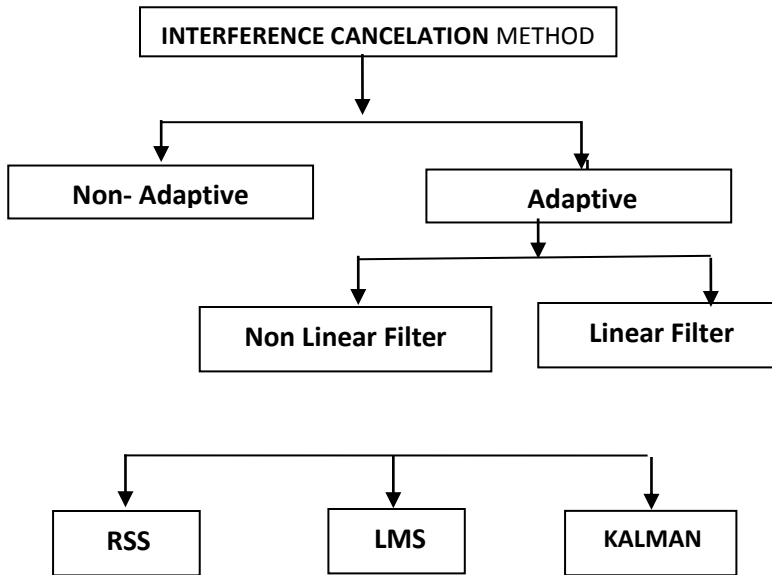 INTERFERENCE CANCELATION METHOD
Non- Adaptive
Adaptive
Non Linear Filter
Linear Filter
RSS
LMS
KALMAN